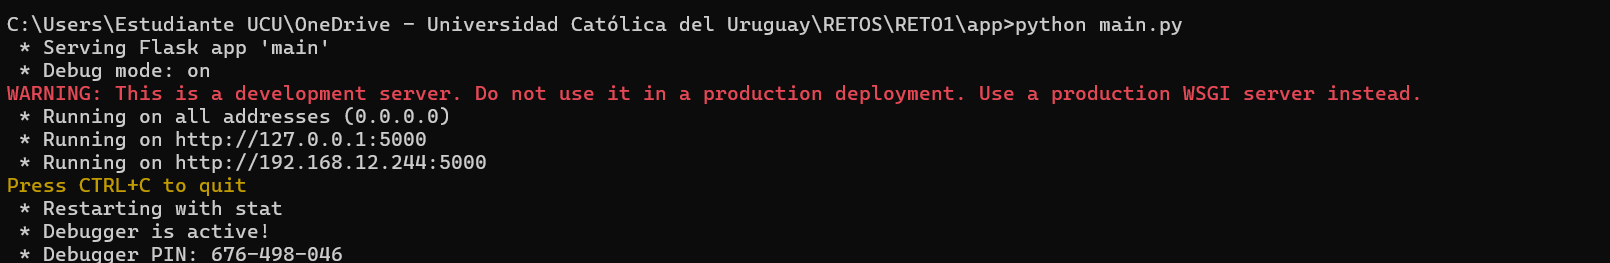 C:\Users\Estudiante UCU\OneDrive - Universidad Católica del Uruguay\RETOS\RETO1\app>python main.py
 * Serving Flask app 'main'
 * Debug mode: on
WARNING: This is a development server. Do not use it in a production deployment. Use a production WSGI server instead.
 * Running on all addresses (0.0.0.0)
 * Running on http://127.0.0.1:5000
 * Running on http://192.168.12.244:5000
Press CTRL+C to quit
 * Restarting with stat
 * Debugger is active!
 * Debugger PIN: 676-498-046